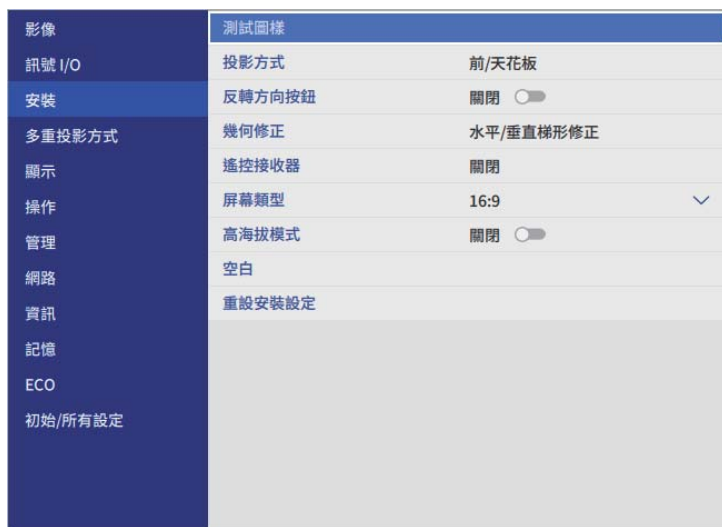 影像
訊號 I/O
安裝
多重投影方式
顯示
操作
管理
網路
資訊
記憶
ECO
初始/所有設定
測試圖樣
投影方式 前/天花板
反轉方向按鈕 關閉
幾何修正 水平/垂直梯形修正
遙控接收器 關閉
屏幕類型 16:9
高海拔模式 關閉
空白
重設安裝設定